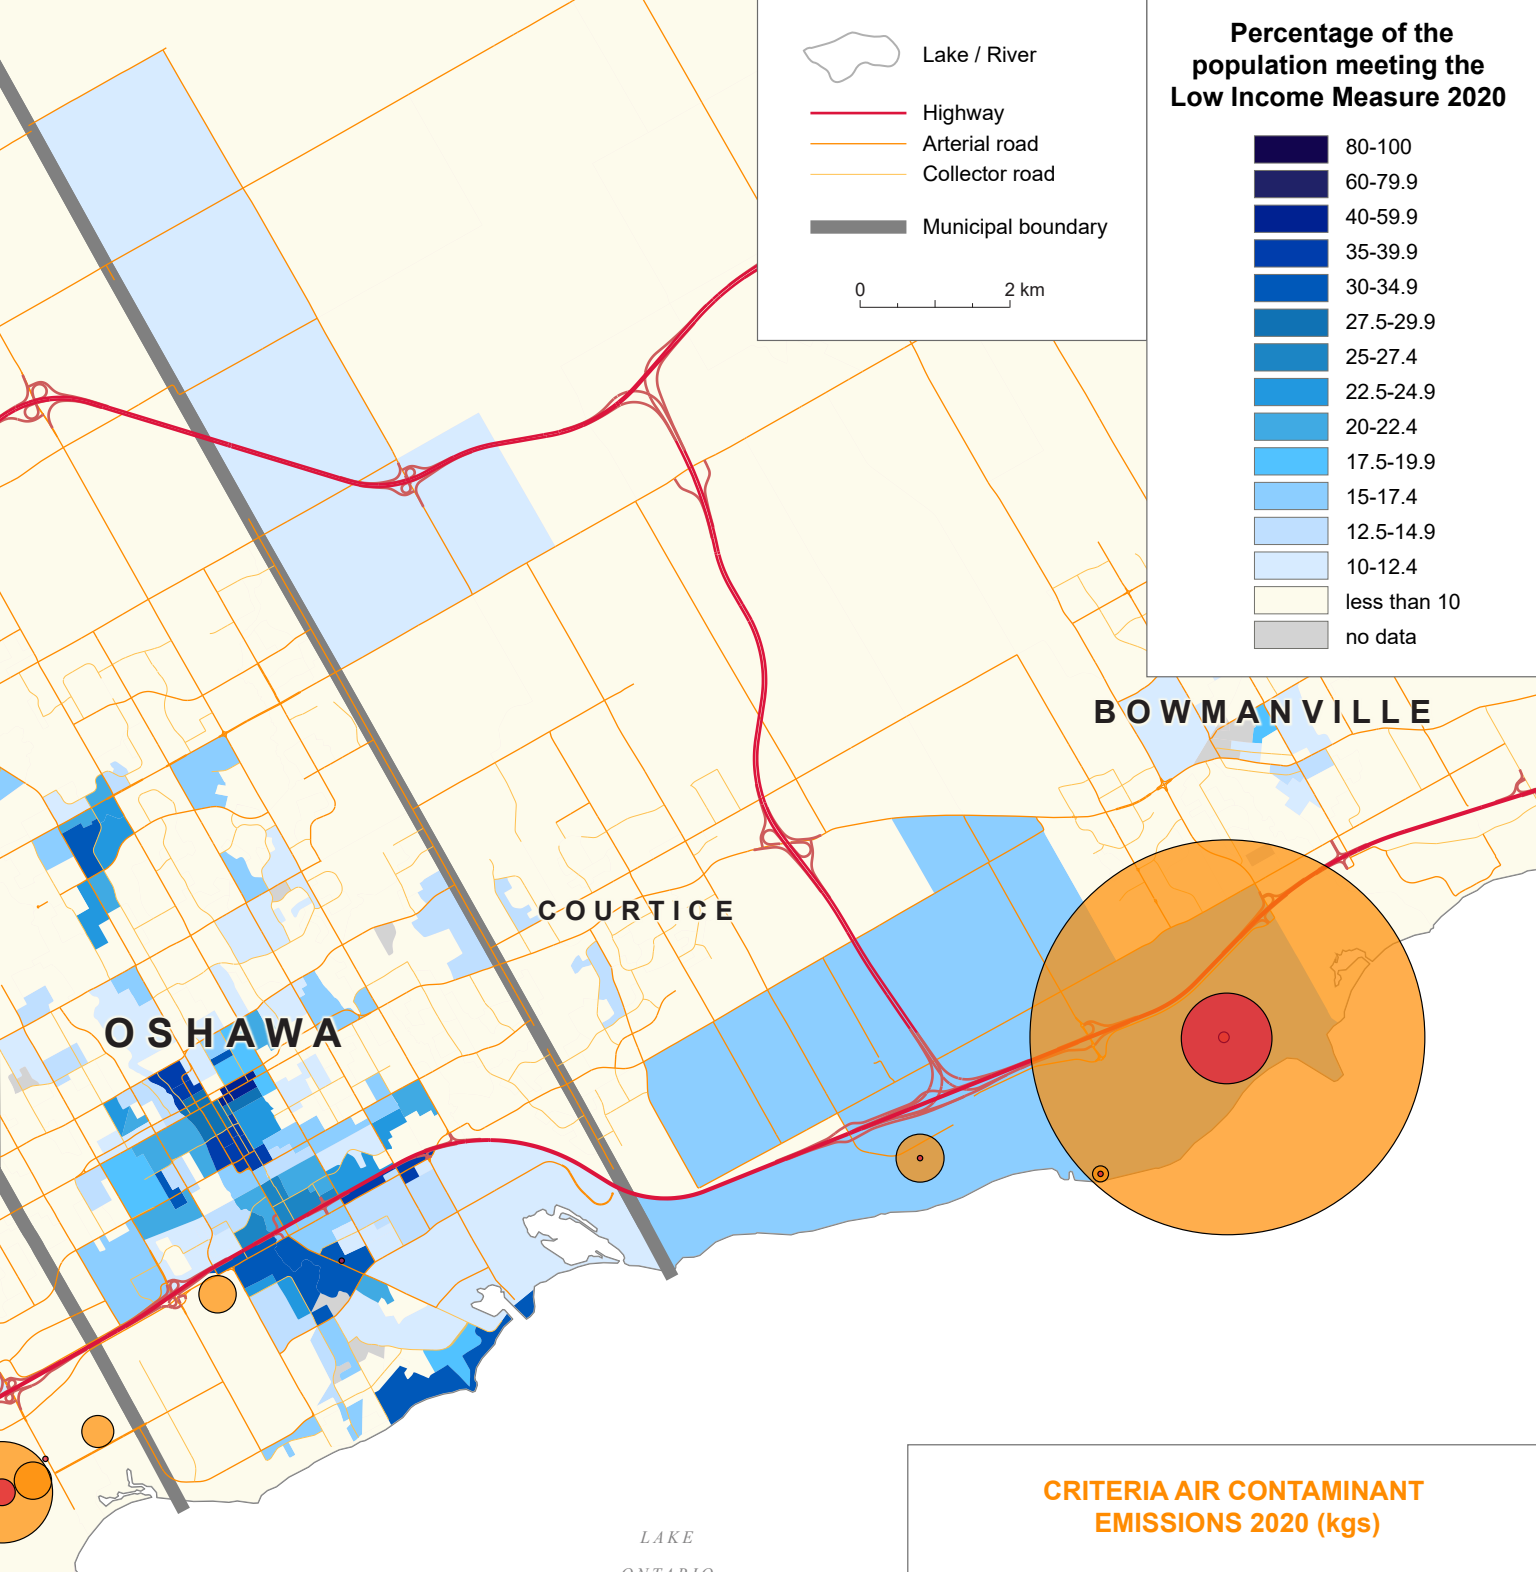 Lake / River
Highway
Arterial road
Collector road
Municipal boundary
0 2 km
Percentage of the
population meeting the
Low Income Measure 2020
80-100
60-79.9
40-59.9
35-39.9
30-34.9
27.5-29.9
25-27.4
22.5-24.9
20-22.4
17.5-19.9
15-17.4
12.5-14.9
10-12.4
less than 10
no data
BOWMANVILLE
COURTICE
OSHAWA
CRITERIA AIR CONTAMINANT
EMISSIONS 2020 (kgs)
LAKE
ONTARIO